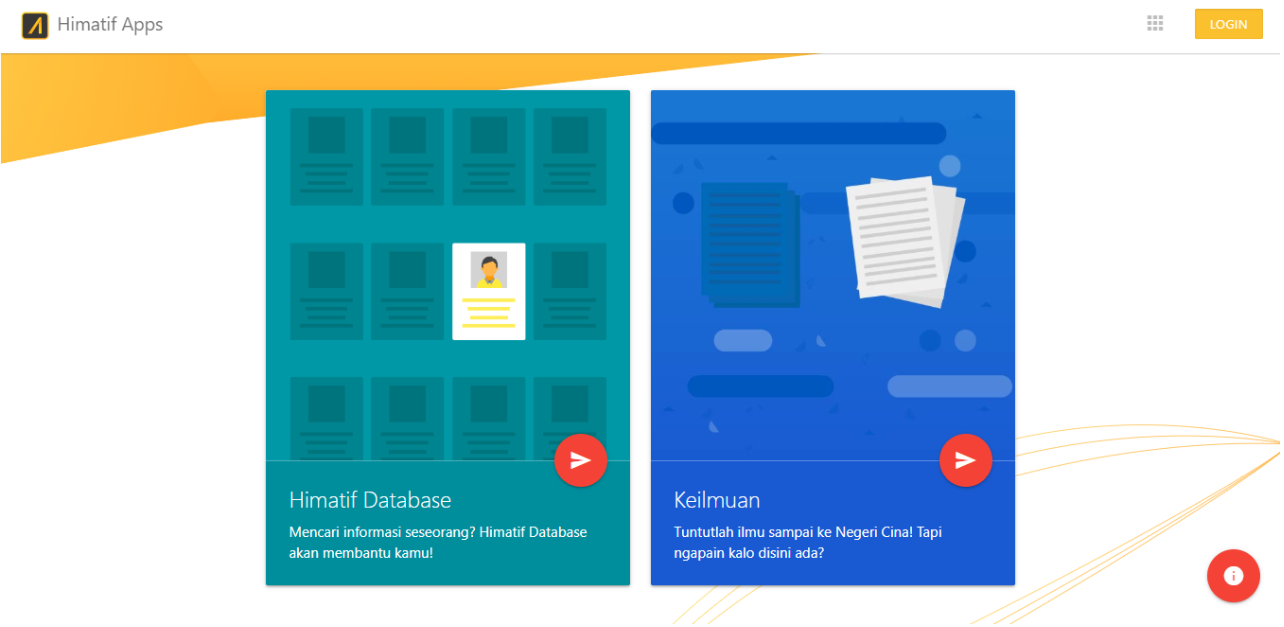 Himatif Apps
LOGIN
Himatif Database
Mencari informasi seseorang? Himatif Database
akan membantu kamu!
Keilmuan
Tuntutlah ilmu sampai ke Negeri Cina! Tapi
ngapain kalo disini ada?